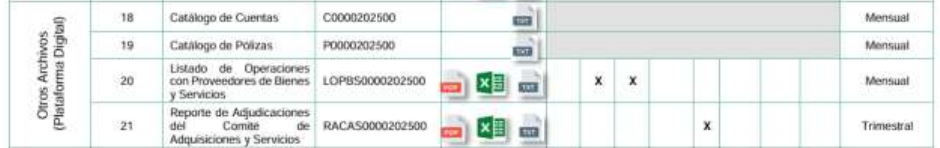 Otros Archivos
(Plataforma Digital)
18 Catálogo de Cuentas C0000202500 TXT Mensual
19 Catálogo de Pólizas P0000202500 TXT Mensual
Listado de Operaciones
20 con Proveedores de Bienes LOPBS0000202500 PDF X TXT X X Mensual
y Servicios
Reporte de Adjudicaciones
21 del Comité de RACAS0000202500 PDF X TXT X Trimestral
Adquisiciones y Servicios